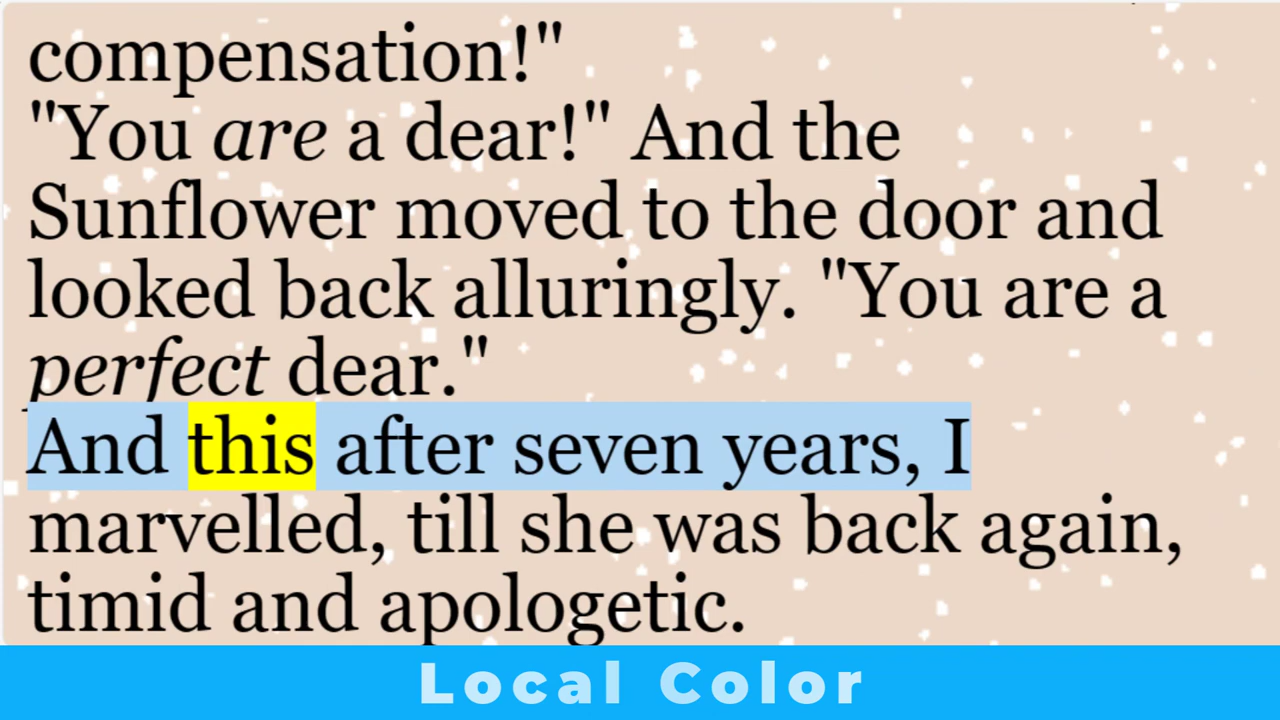 compensation!"
"You are a dear!" And the
Sunflower moved to the door and
looked back alluringly. "You are a
perfect dear."
And this after seven years, I
marvelled, till she was back again,
timid and apologetic.
Local Color